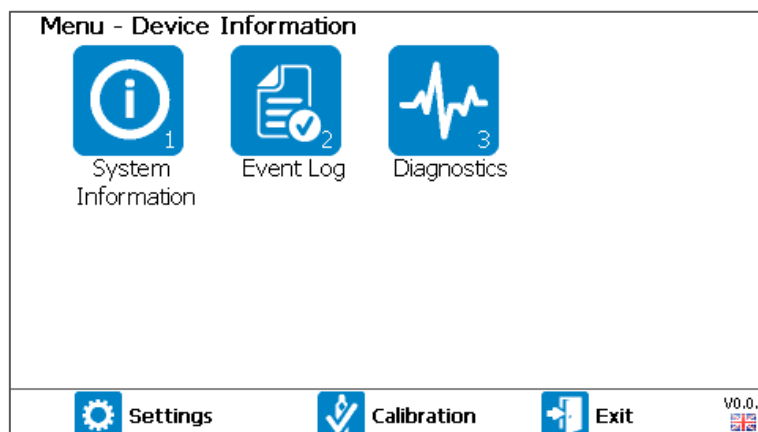 Menu - Device Information
1
2
3
System
Information
Event Log
Diagnostics
Settings
Calibration
Exit
V0.0.